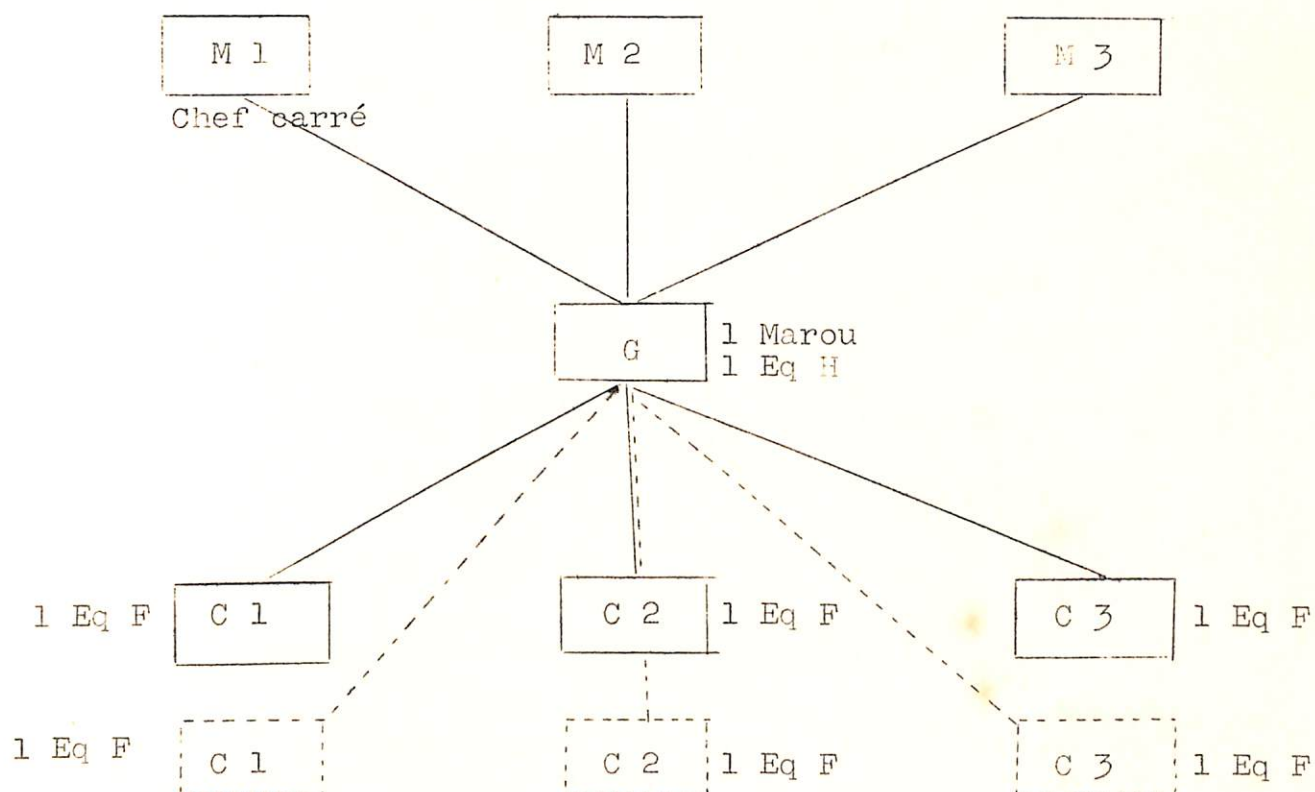 M 1 M 2 M 3
Chef carré
G
1 Marou
1 Eq H
1 Eq F C 1 C 2 1 Eq F C 3 1 Eq F
1 Eq F C 1 C 2 1 Eq F C 3 1 Eq F